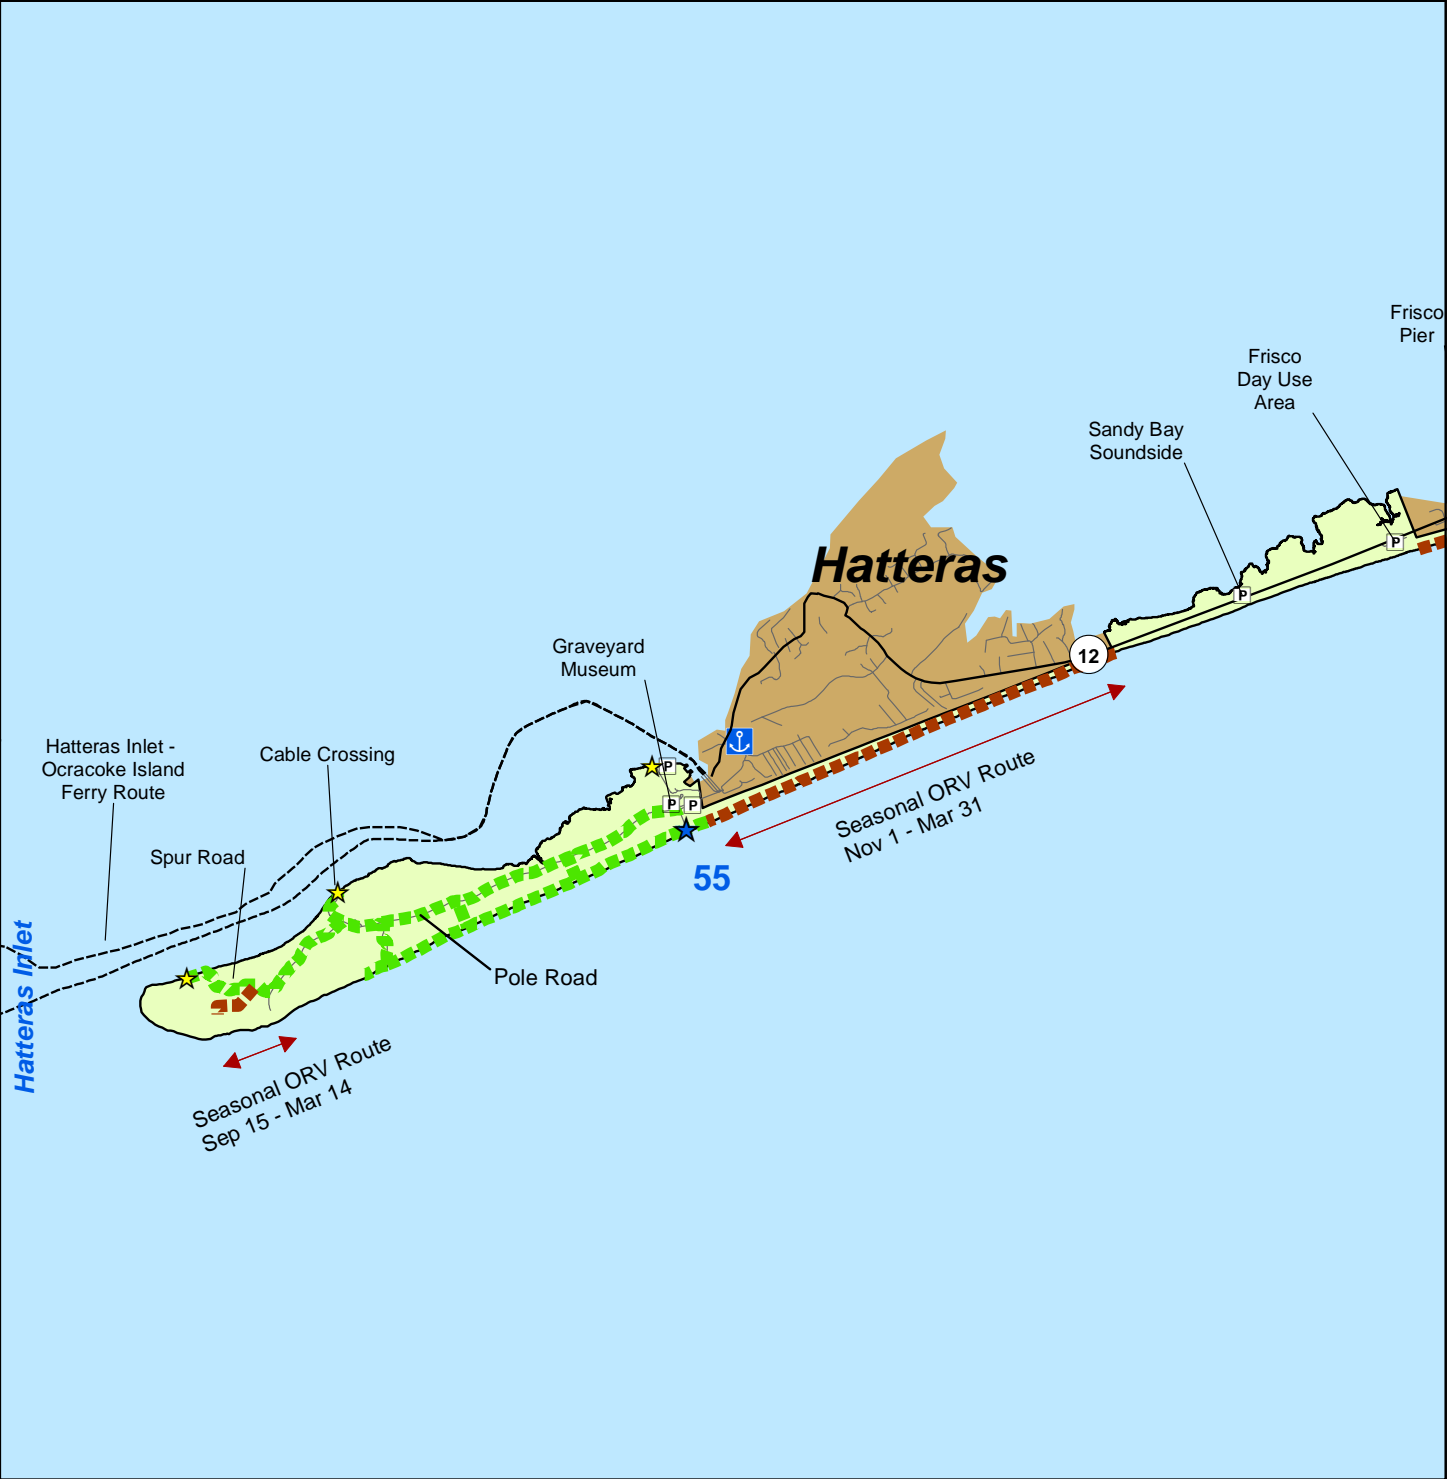 Frisco
Pier
Frisco
Day Use
Area
Sandy Bay
Soundside
P
P
Hatteras
12
Graveyard
Museum
P
P
P
Hatteras Inlet -
Ocracoke Island
Ferry Route
Cable Crossing
Spur Road
Seasonal ORV Route
Nov 1 - Mar 31
55
Pole Road
Hatteras Inlet
Seasonal ORV Route
Sep 15 - Mar 14